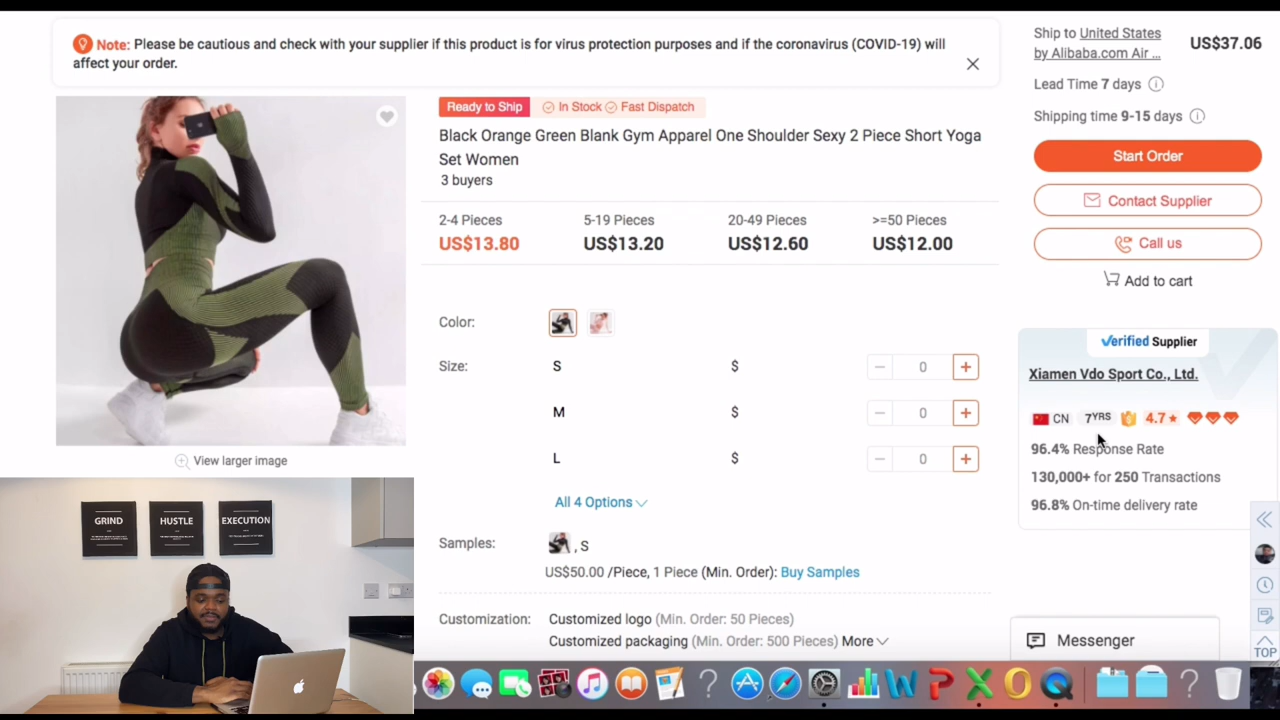 Note: Please be cautious and check with your supplier if this product is for virus protection purposes and if the coronavirus (COVID-19) will
affect your order.
Ready to Ship In Stock Fast Dispatch
Black Orange Green Blank Gym Apparel One Shoulder Sexy 2 Piece Short Yoga
Set Women
3 buyers
2-4 Pieces 5-19 Pieces 20-49 Pieces >=50 Pieces
US$13.80 US$13.20 US$12.60 US$12.00
Color:
Size: S $ 0
M $ 0
L $ 0
All 4 Options
Samples: , S
US$50.00 /Piece, 1 Piece (Min. Order): Buy Samples
Customization: Customized logo (Min. Order: 50 Pieces)
Customized packaging (Min. Order: 500 Pieces) More
View larger image
Ship to United States
by Alibaba.com Air ...
US$37.06
Lead Time 7 days
Shipping time 9-15 days
Start Order
Contact Supplier
Call us
Add to cart
Verified Supplier
Xiamen Vdo Sport Co., Ltd.
CN 7YRS 4.7
96.4% Response Rate
130,000+ for 250 Transactions
96.8% On-time delivery rate
Messenger
TOP
GRIND
HUSTLE
EXECUTION